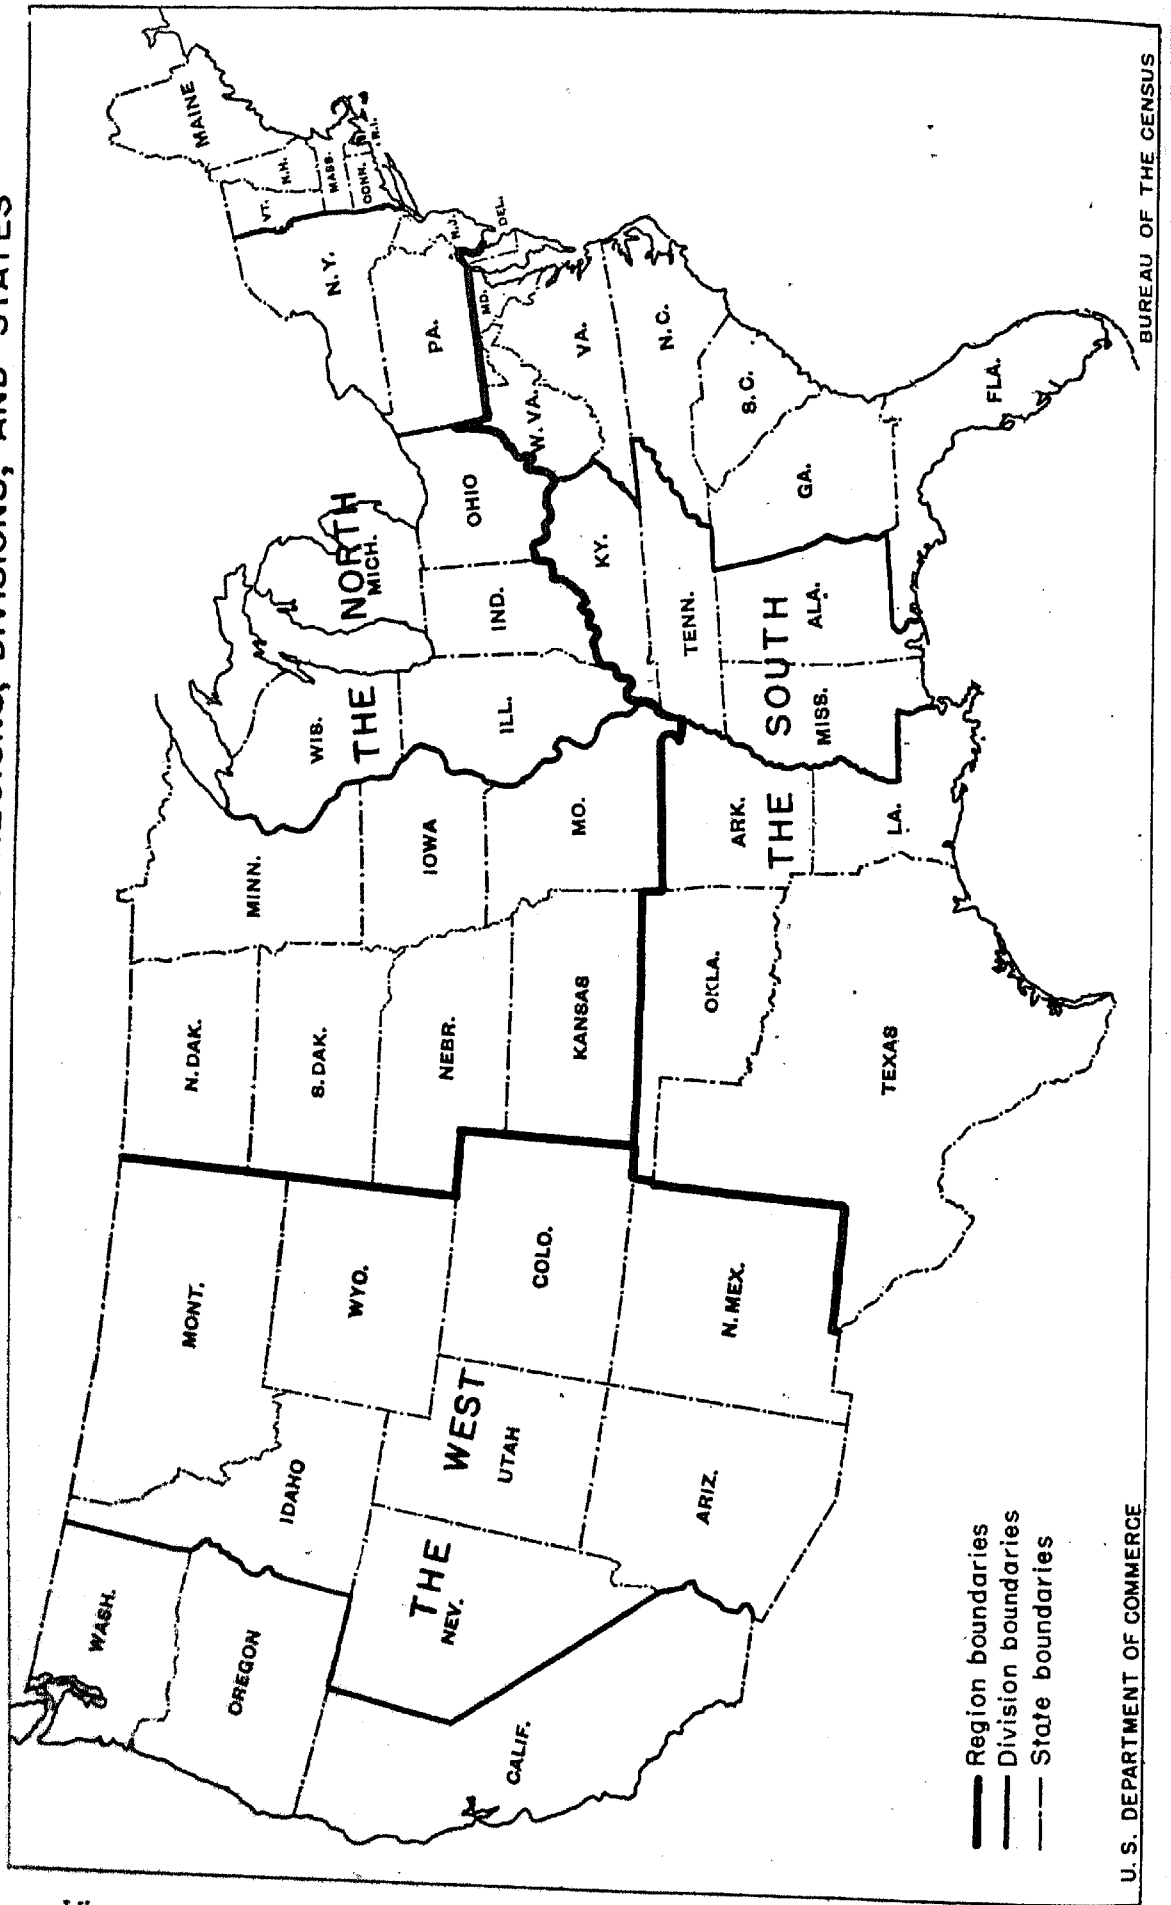 REGIONS, DIVISIONS, AND STATES
WASH.
OREGON
CALIF.
IDAHO
NEV.
MONT.
WYO.
UTAH
ARIZ.
COLO.
N. MEX.
THE WEST
N. DAK.
S. DAK.
NEBR.
KANSAS
OKLA.
TEXAS
MINN.
IOWA
MO.
ARK.
LA.
WIS.
ILL.
IND.
MICH.
OHIO
THE NORTH
KY.
TENN.
MISS.
ALA.
THE SOUTH
GA.
FLA.
S.C.
N.C.
VA.
W. VA.
MD.
DEL.
PA.
N.J.
N.Y.
CONN.
R.I.
MASS.
VT.
N.H.
MAINE
Region boundaries
Division boundaries
State boundaries
U. S. DEPARTMENT OF COMMERCE
BUREAU OF THE CENSUS